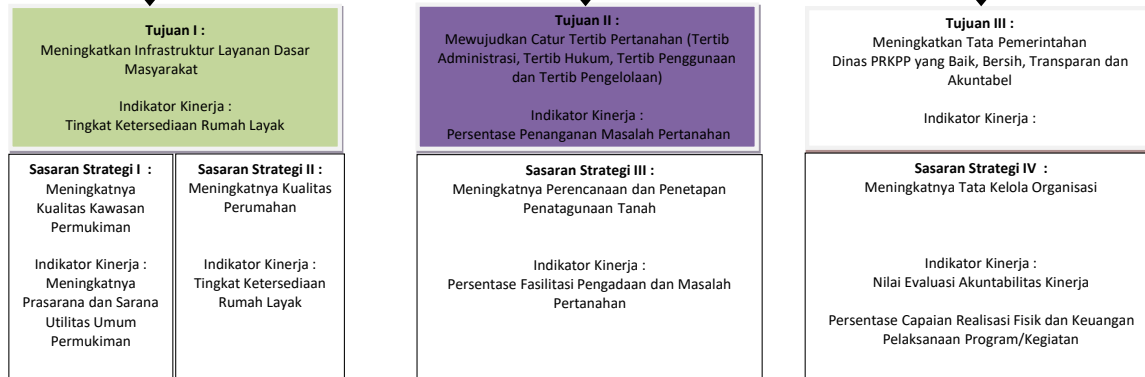 Tujuan I :
Meningkatkan Infrastruktur Layanan Dasar
Masyarakat
Indikator Kinerja :
Tingkat Ketersediaan Rumah Layak
Tujuan II :
Mewujudkan Catur Tertib Pertanahan (Tertib
Administrasi, Tertib Hukum, Tertib Penggunaan
dan Tertib Pengelolaan)
Indikator Kinerja :
Persentase Penanganan Masalah Pertanahan
Tujuan III :
Meningkatan Tata Pemerintahan
Dinas PRKPP yang Baik, Bersih, Transparan dan
Akuntabel
Indikator Kinerja :
Sasaran Strategi I :
Meningkatnya
Kualitas Kawasan
Permukiman
Indikator Kinerja :
Meningkatnya
Prasarana dan Sarana
Utilitas Umum
Permukiman
Sasaran Strategi II :
Meningkatnya Kualitas
Perumahan
Indikator Kinerja :
Tingkat Ketersediaan
Rumah Layak
Sasaran Strategi III :
Meningkatnya Perencanaan dan Penetapan
Penatagunaan Tanah
Indikator Kinerja :
Persentase Fasilitasi Pengadaan dan Masalah
Pertanahan
Sasaran Strategi IV :
Meningkatnya Tata Kelola Organisasi
Indikator Kinerja :
Nilai Evaluasi Akuntabilitas Kinerja
Persentase Capaian Realisasi Fisik dan Keuangan
Pelaksanaan Program/Kegiatan